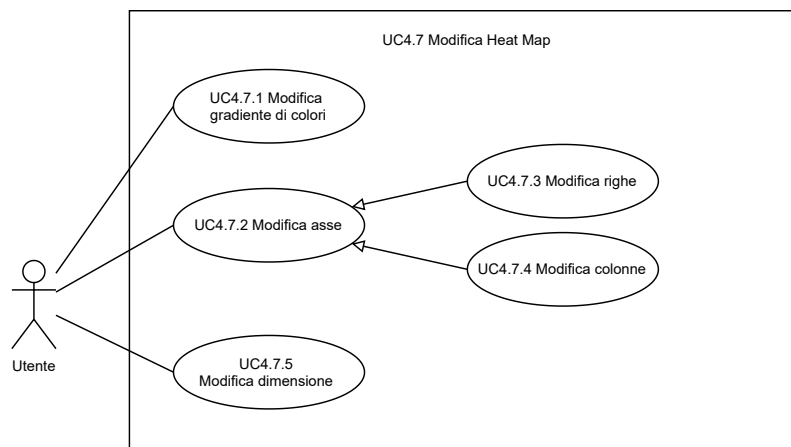 UC4.7 Modifica Heat Map
UC4.7.1 Modifica
gradiente di colori
UC4.7.3 Modifica righe
UC4.7.2 Modifica asse
UC4.7.4 Modifica colonne
Utente
UC4.7.5
Modifica dimensione